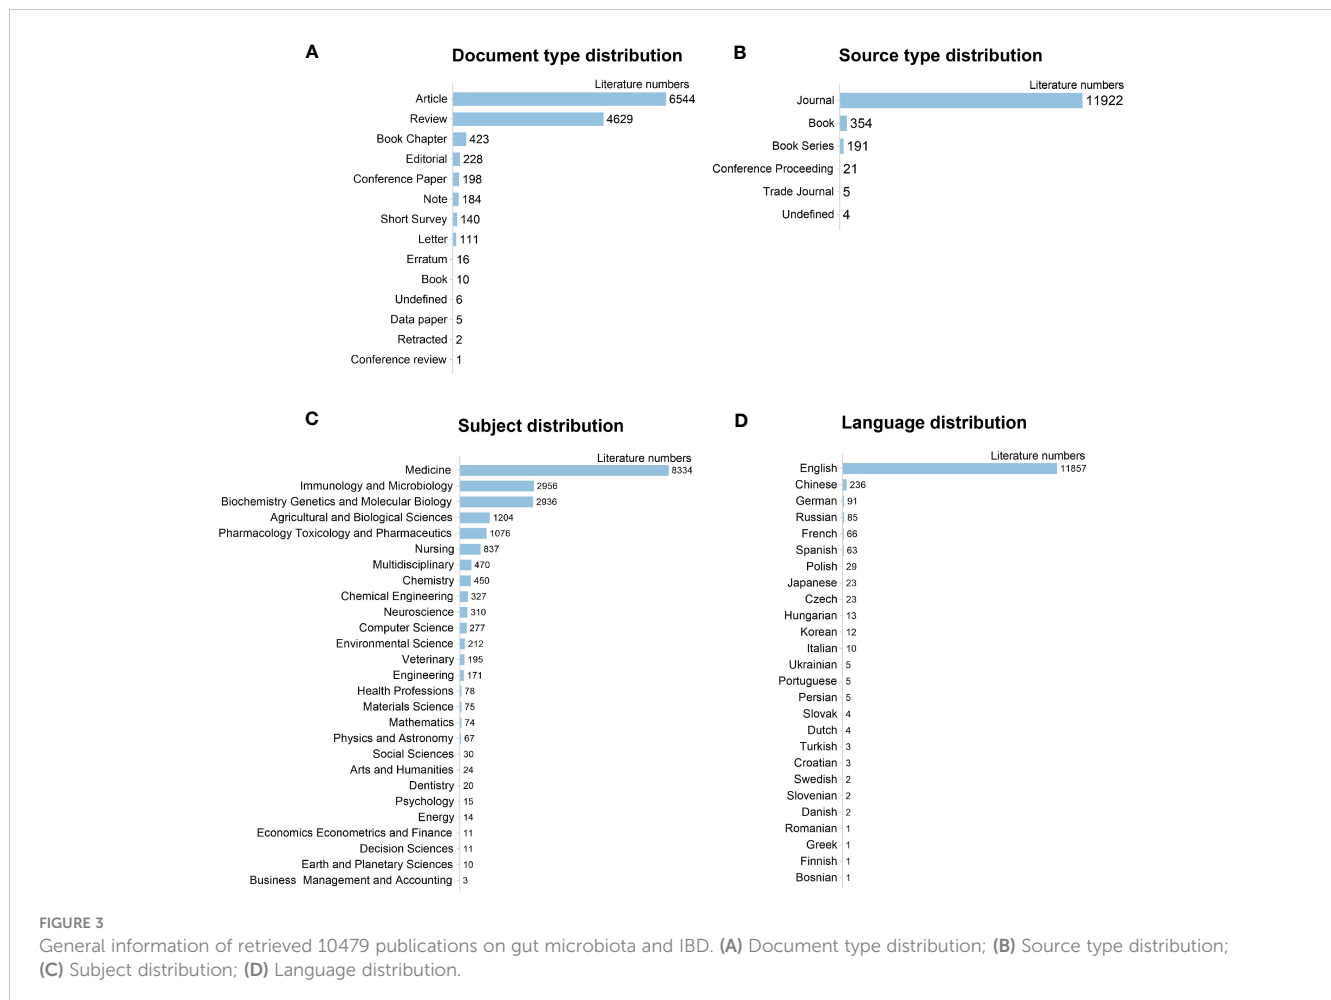 A
Document type distribution
Literature numbers
Article 6544
Review 4629
Book Chapter 423
Editorial 228
Conference Paper 198
Note 184
Short Survey 140
Letter 111
Erratum 16
Book 10
Undefined 6
Data paper 5
Retracted 2
Conference review 1
B
Source type distribution
Literature numbers
Journal 11922
Book 354
Book Series 191
Conference Proceeding 21
Trade Journal 5
Undefined 4
C
Subject distribution
Literature numbers
Medicine 8334
Immunology and Microbiology 2956
Biochemistry Genetics and Molecular Biology 2936
Agricultural and Biological Sciences 1204
Pharmacology Toxicology and Pharmaceutics 1076
Nursing 837
Multidisciplinary 470
Chemistry 450
Chemical Engineering 327
Neuroscience 310
Computer Science 277
Environmental Science 212
Veterinary 195
Engineering 171
Health Professions 78
Materials Science 75
Mathematics 74
Physics and Astronomy 67
Social Sciences 30
Arts and Humanities 24
Dentistry 20
Psychology 15
Energy 14
Economics Econometrics and Finance 11
Decision Sciences 11
Earth and Planetary Sciences 10
Business Management and Accounting 3
D
Language distribution
Literature numbers
English 11857
Chinese 236
German 91
Russian 85
French 66
Spanish 63
Polish 29
Japanese 23
Czech 23
Hungarian 13
Korean 12
Italian 10
Ukrainian 5
Portuguese 5
Persian 5
Slovak 4
Dutch 4
Turkish 3
Croatian 3
Swedish 2
Slovenian 2
Danish 2
Romanian 1
Greek 1
Finnish 1
Bosnian 1
FIGURE 3
General information of retrieved 10479 publications on gut microbiota and IBD. (A) Document type distribution; (B) Source type distribution;
(C) Subject distribution; (D) Language distribution.